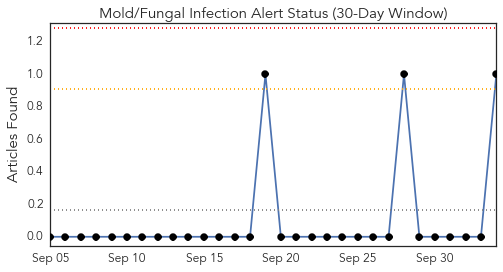 Mold/Fungal Infection Alert Status (30-Day Window)
Articles Found
1.2
1.0
0.8
0.6
0.4
0.2
0.0
Sep 05 Sep 10 Sep 15 Sep 20 Sep 25 Sep 30